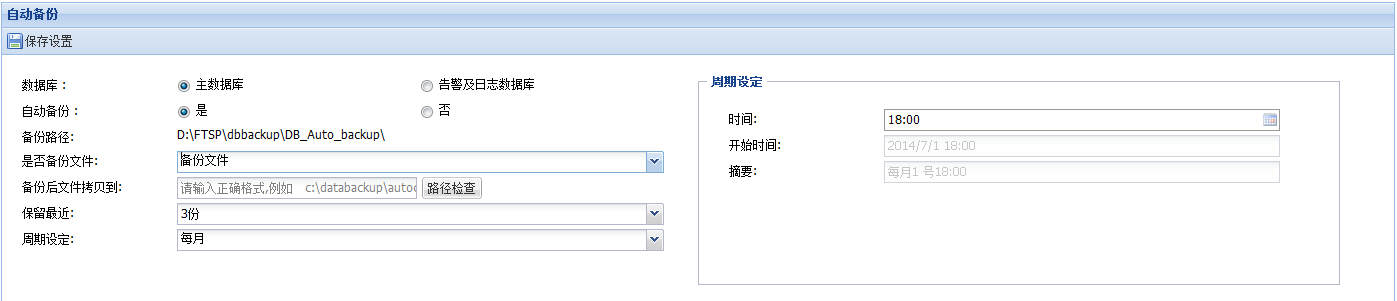 自动备份
保存设置
数据库：
主数据库
告警及日志数据库
自动备份：
是
否
备份路径:
D:\FTSP\dbbackup\DB_Auto_backup\
是否备份文件:
备份文件
备份后文件拷贝到:
请输入正确格式,例如 c:\databackup\autoc
路径检查
保留最近:
3份
周期设定:
每月
周期设定
时间:
18:00
开始时间:
2014/7/1 18:00
摘要:
每月1 号18:00